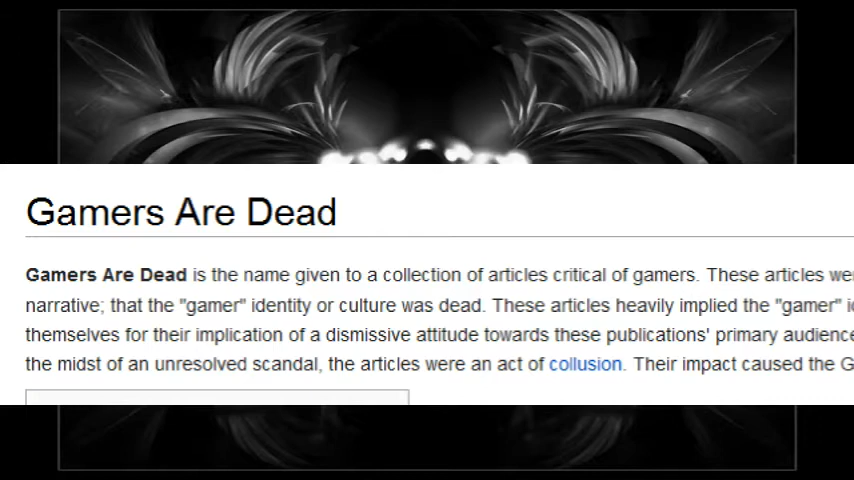 Gamers Are Dead
Gamers Are Dead is the name given to a collection of articles critical of gamers. These articles
narrative; that the "gamer" identity or culture was dead. These articles heavily implied the "gamer"
themselves for their implication of a dismissive attitude towards these publications' primary audience
the midst of an unresolved scandal, the articles were an act of collusion. Their impact caused the